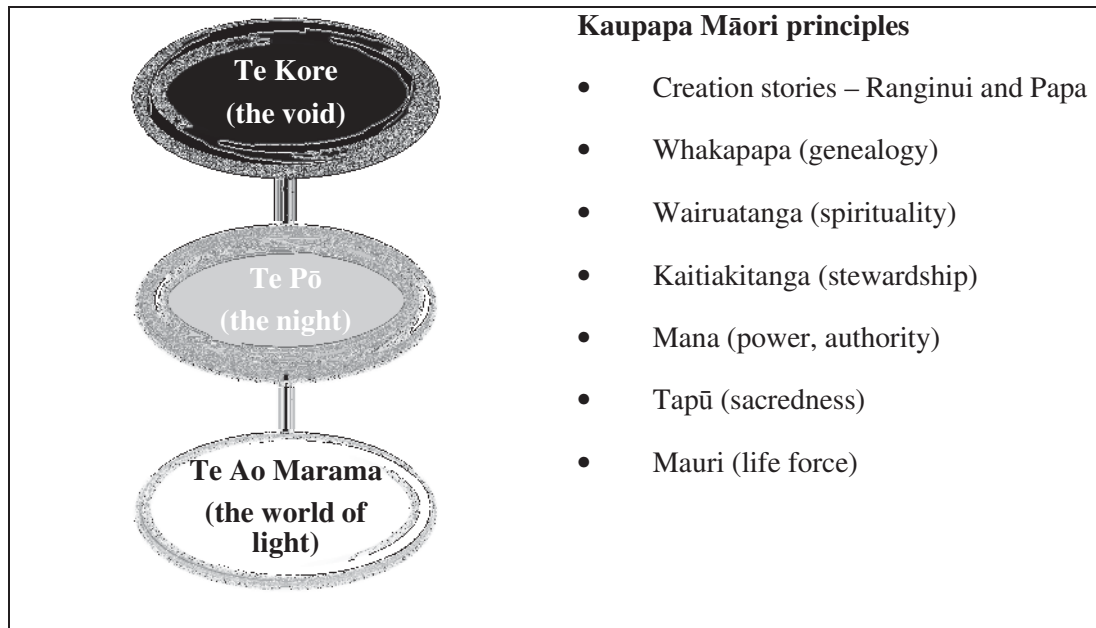 Te Kore
(the void)
Te Pō
(the night)
Te Ao Marama
(the world of
light)
Kaupapa Māori principles
• Creation stories – Ranginui and Papa
• Whakapapa (genealogy)
• Wairuatanga (spirituality)
• Kaitiakitanga (stewardship)
• Mana (power, authority)
• Tapū (sacredness)
• Mauri (life force)